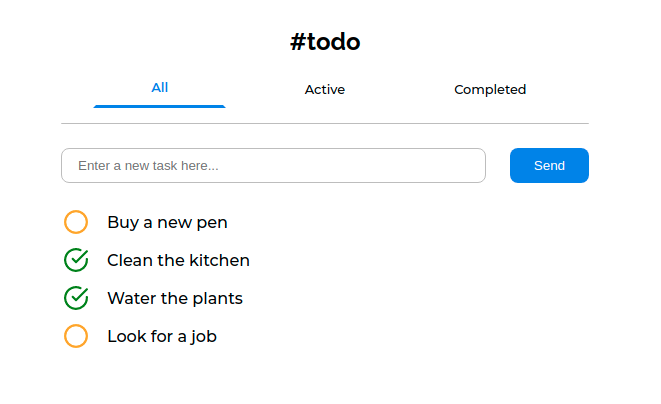 #todo
All Active Completed
Enter a new task here... Send
Buy a new pen
Clean the kitchen
Water the plants
Look for a job